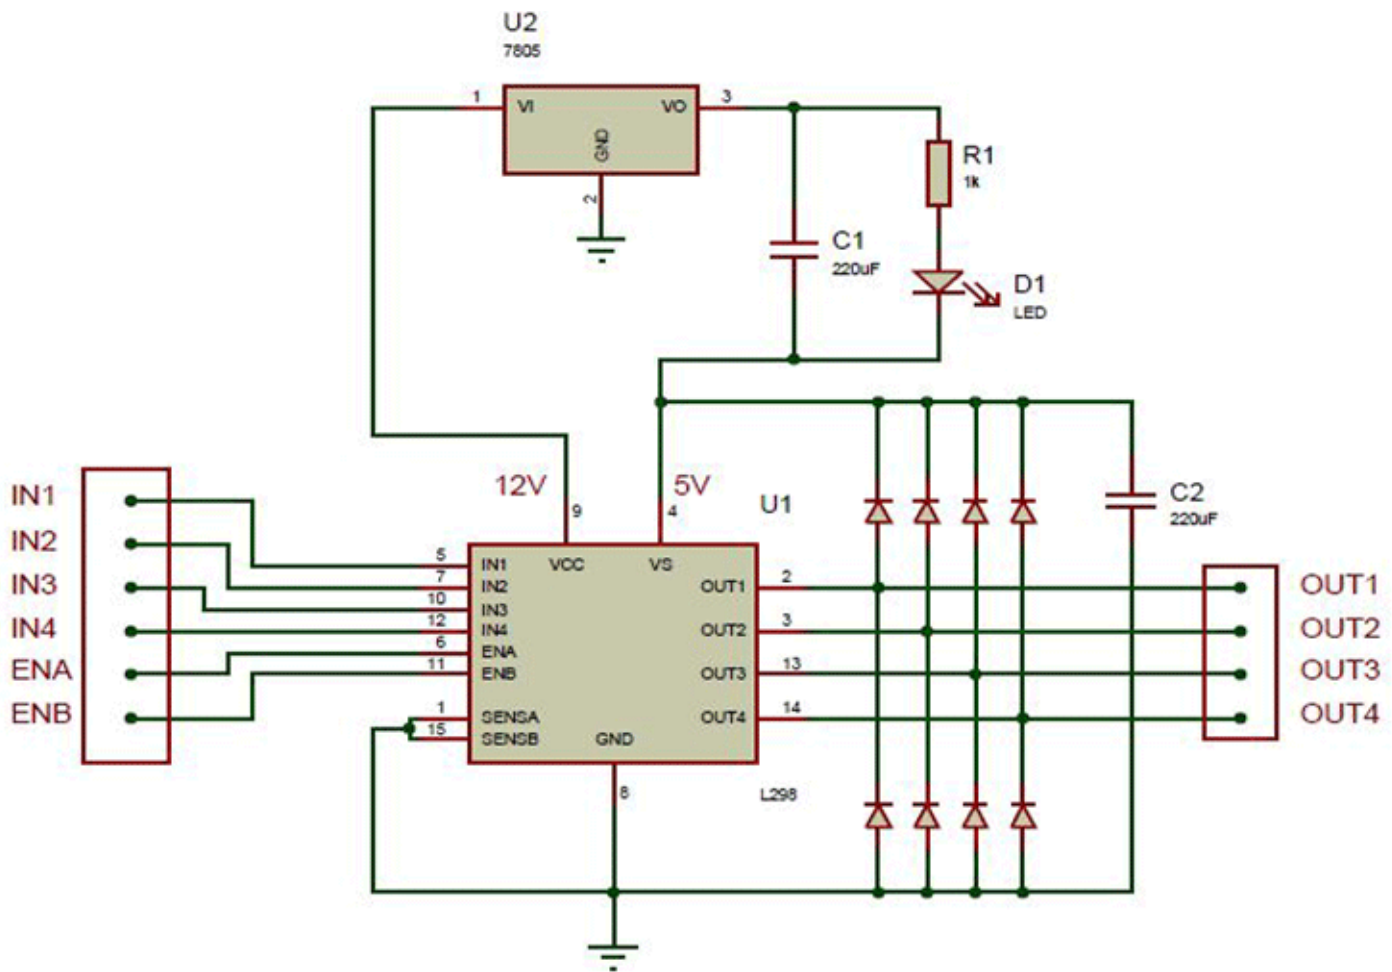 U2
7805
1
VI
VO
3
GND
2
R1
1k
C1
220uF
D1
LED
12V
5V
9
4
U1
C2
220uF
IN1
IN2
IN3
IN4
ENA
ENB
5
7
10
12
6
11
1
15
IN1
IN2
IN3
IN4
ENA
ENB
SENSA
SENSB
VCC
VS
GND
OUT1
OUT2
OUT3
OUT4
2
3
13
14
8
L298
OUT1
OUT2
OUT3
OUT4